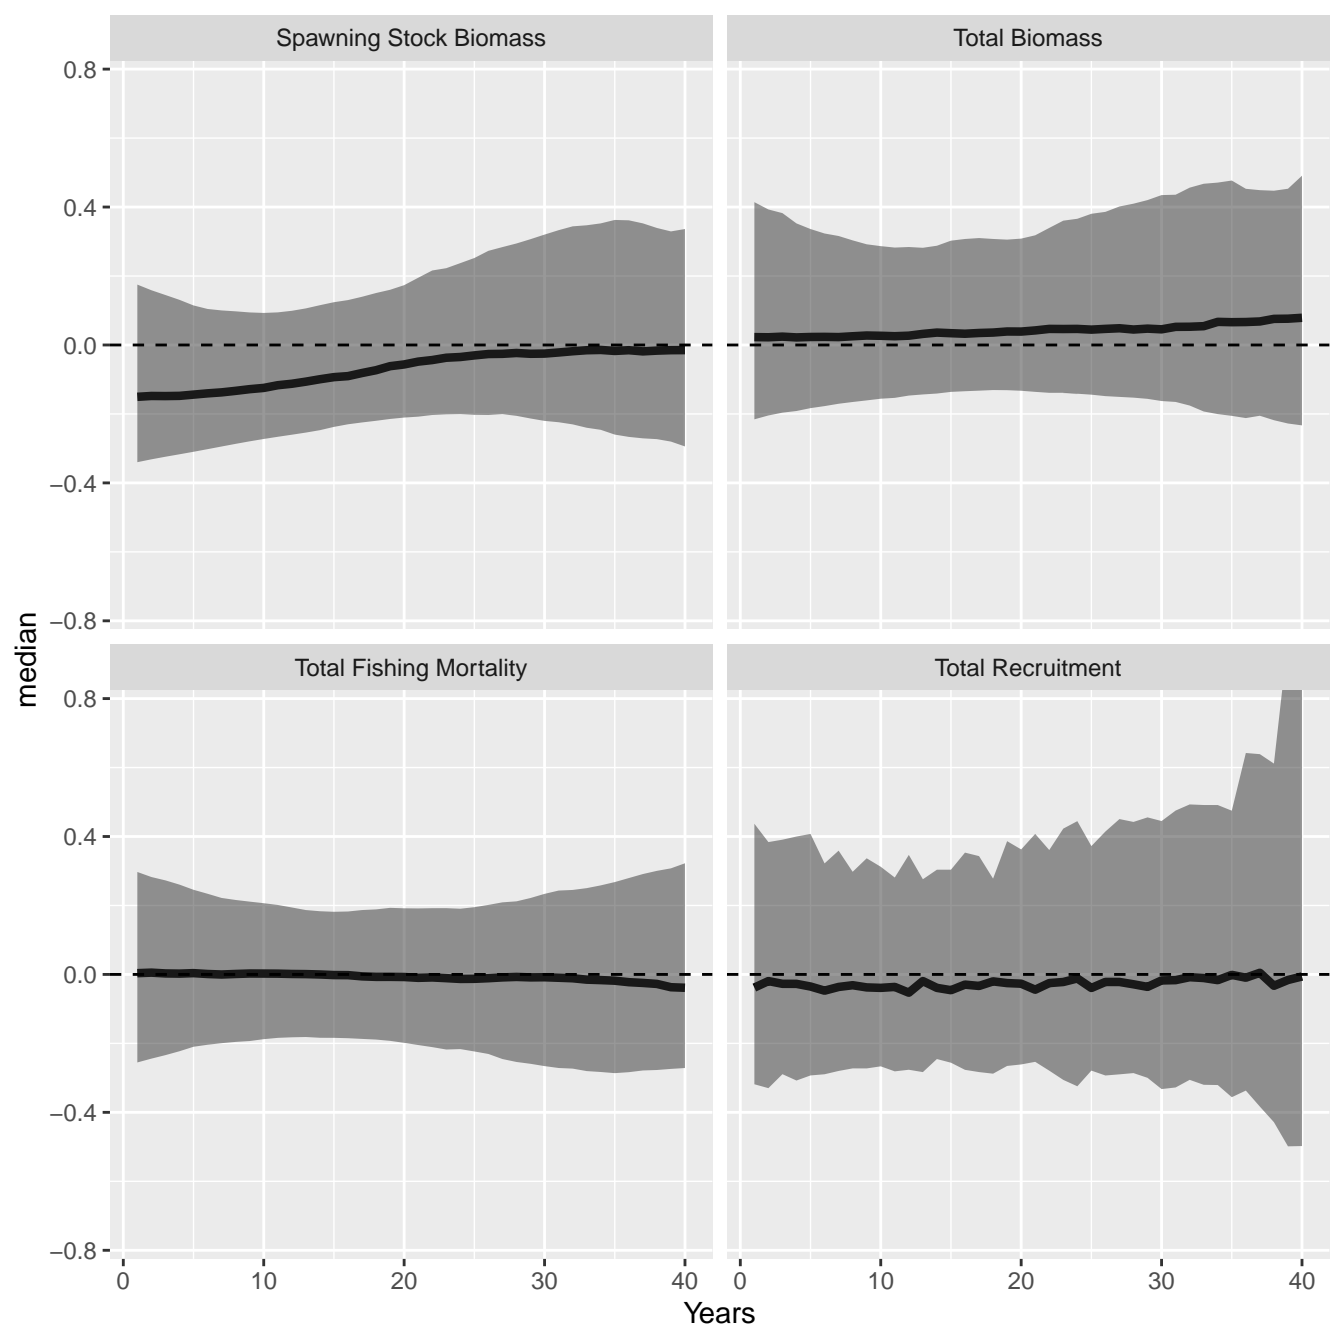 Spawning Stock Biomass
Total Biomass
0.8
0.4
0.0
−0.4
−0.8
median
Total Fishing Mortality
Total Recruitment
0.8
0.4
0.0
−0.4
−0.8
0 10 20 30 40
0 10 20 30 40
Years